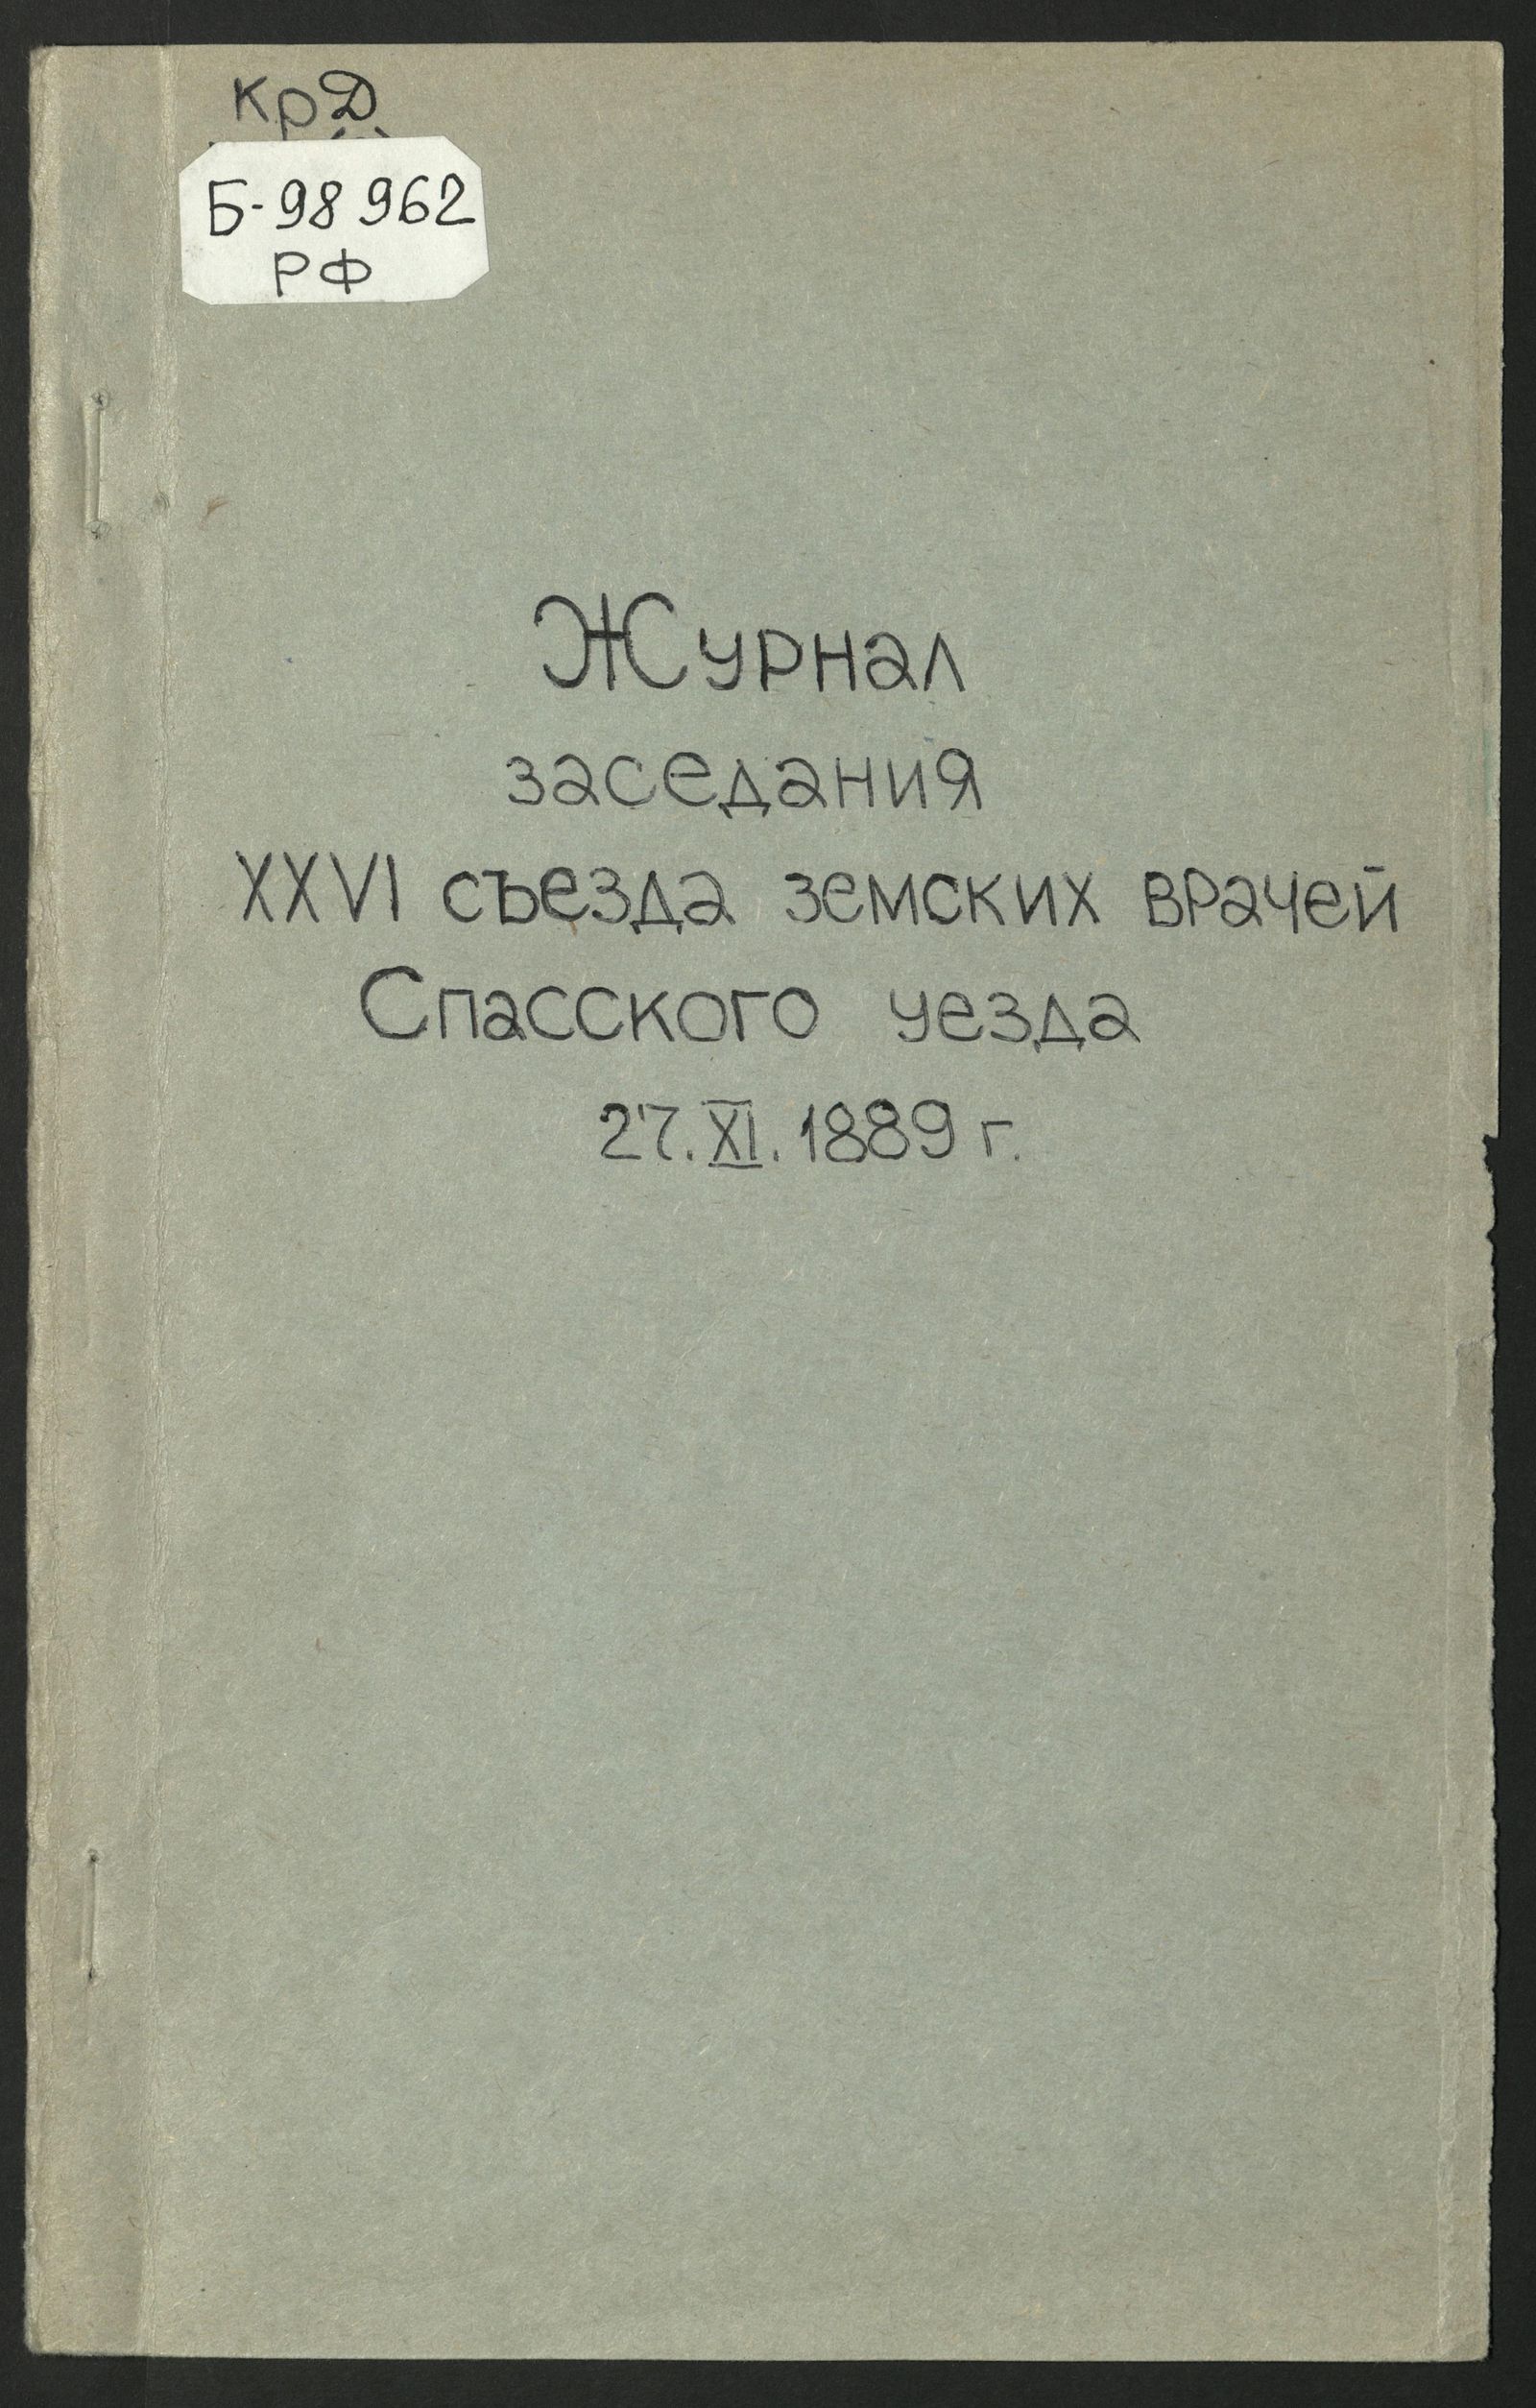 КрД
Б-98 962
РФ
Журнал
заседания
XXVI съезда земских врачей
Спасского уезда
27.XI.1889 г.